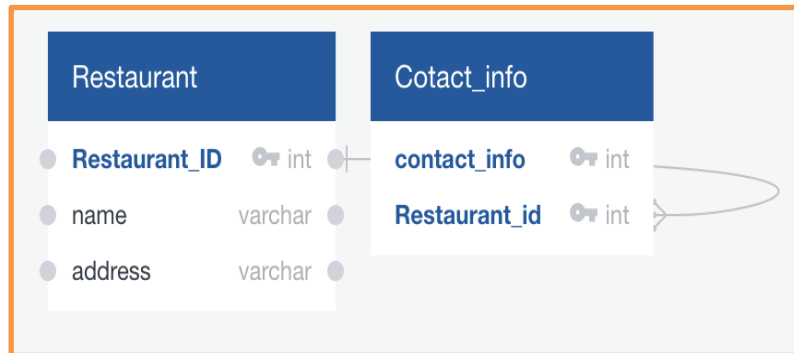 Restaurant
Restaurant_ID int
name varchar
address varchar
Cotact_info
contact_info int
Restaurant_id int